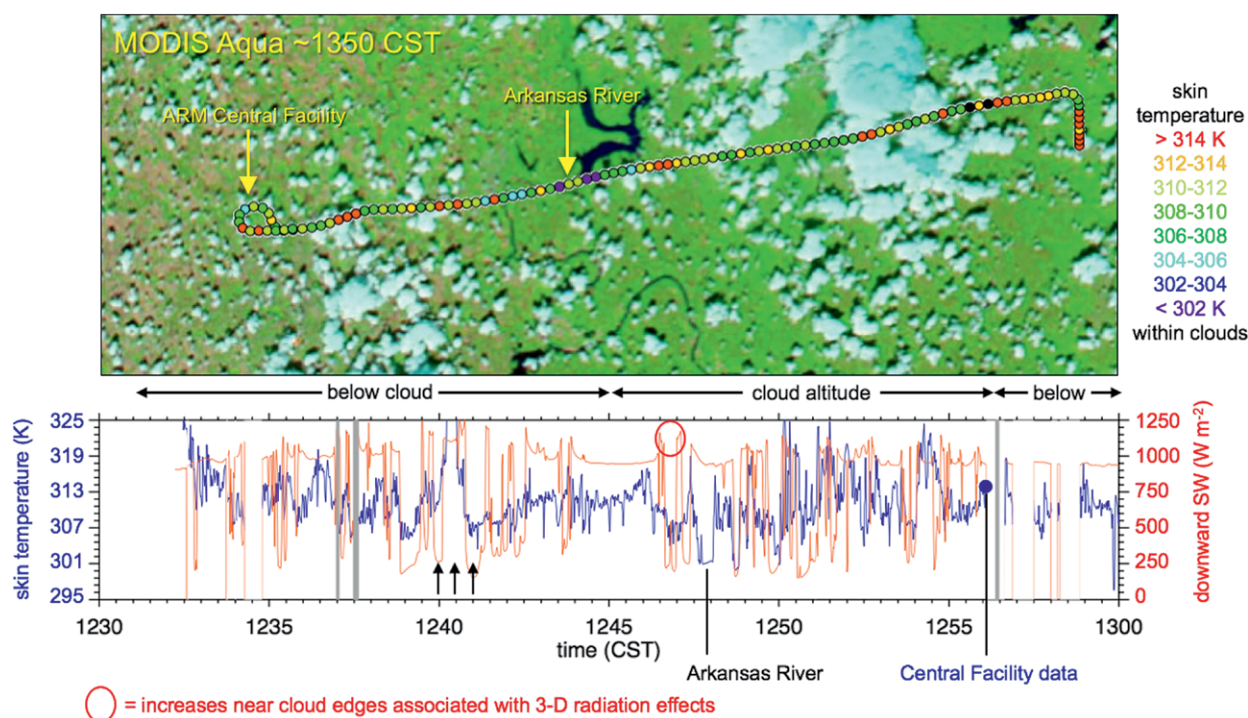 MODIS Aqua ~1350 CST
Arkansas River
ARM Central Facility
skin
temperature
> 314 K
312-314
310-312
308-310
306-308
304-306
302-304
< 302 K
within clouds
below cloud
cloud altitude
below
skin temperature (K)
325
319
313
307
301
295
1250
1000
750
500
250
0
downward SW (W m-2)
1230
1235
1240
1245
1250
1255
1300
time (CST)
Arkansas River
Central Facility data
= increases near cloud edges associated with 3-D radiation effects